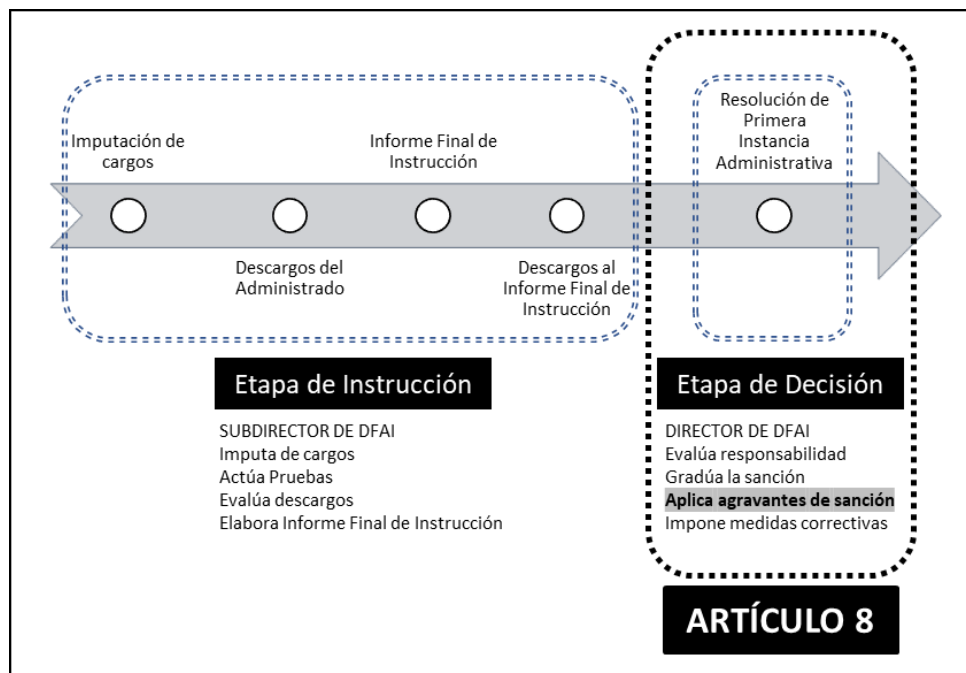 Imputación de
cargos
Informe Final de
Instrucción
Resolución de
Primera
Instancia
Administrativa
Descargos del
Administrado
Descargos al
Informe Final de
Instrucción
Etapa de Instrucción
SUBDIRECTOR DE DFAI
Imputa de cargos
Actúa Pruebas
Evalúa descargos
Elabora Informe Final de Instrucción
Etapa de Decisión
DIRECTOR DE DFAI
Evalúa responsabilidad
Gradúa la sanción
Aplica agravantes de sanción
Impone medidas correctivas
ARTÍCULO 8